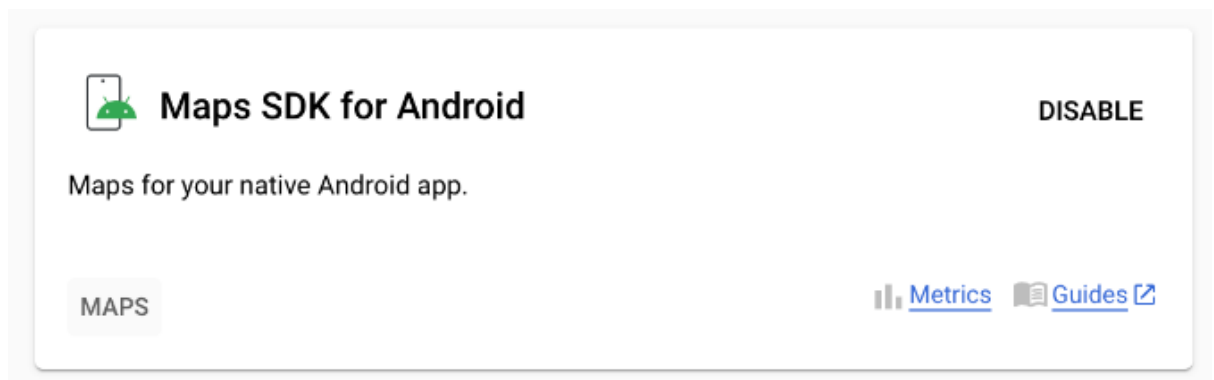 Maps SDK for Android
DISABLE
Maps for your native Android app.
MAPS
Metrics
Guides